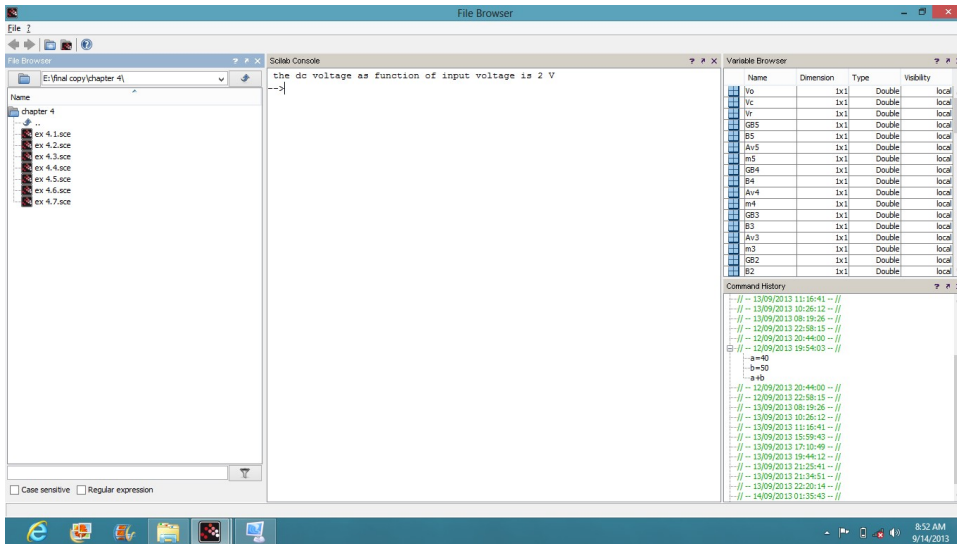 File Browser
File ?
File Browser
E:\final copy\chapter 4\
Name
chapter 4
..
ex 4.1.sce
ex 4.2.sce
ex 4.3.sce
ex 4.4.sce
ex 4.5.sce
ex 4.6.sce
ex 4.7.sce
Case sensitive Regular expression
Scilab Console
the dc voltage as function of input voltage is 2 V
-->
Variable Browser
Name Dimension Type Visibility
Vo 1x1 Double local
Vc 1x1 Double local
Vr 1x1 Double local
GB5 1x1 Double local
B5 1x1 Double local
Av5 1x1 Double local
m5 1x1 Double local
GB4 1x1 Double local
B4 1x1 Double local
Av4 1x1 Double local
m4 1x1 Double local
GB3 1x1 Double local
B3 1x1 Double local
Av3 1x1 Double local
m3 1x1 Double local
GB2 1x1 Double local
B2 1x1 Double local
Command History
// -- 13/09/2013 11:16:41 -- //
// -- 13/09/2013 10:26:12 -- //
// -- 13/09/2013 08:19:26 -- //
// -- 12/09/2013 22:58:15 -- //
// -- 12/09/2013 20:44:00 -- //
// -- 12/09/2013 19:54:03 -- //
a=40
b=50
a+b
// -- 12/09/2013 20:44:00 -- //
// -- 12/09/2013 22:58:15 -- //
// -- 13/09/2013 08:19:26 -- //
// -- 13/09/2013 10:26:12 -- //
// -- 13/09/2013 11:16:41 -- //
// -- 13/09/2013 15:59:43 -- //
// -- 13/09/2013 17:10:49 -- //
// -- 13/09/2013 19:44:12 -- //
// -- 13/09/2013 21:25:41 -- //
// -- 13/09/2013 21:34:51 -- //
// -- 13/09/2013 22:20:14 -- //
// -- 14/09/2013 01:35:43 -- //
8:52 AM
9/14/2013